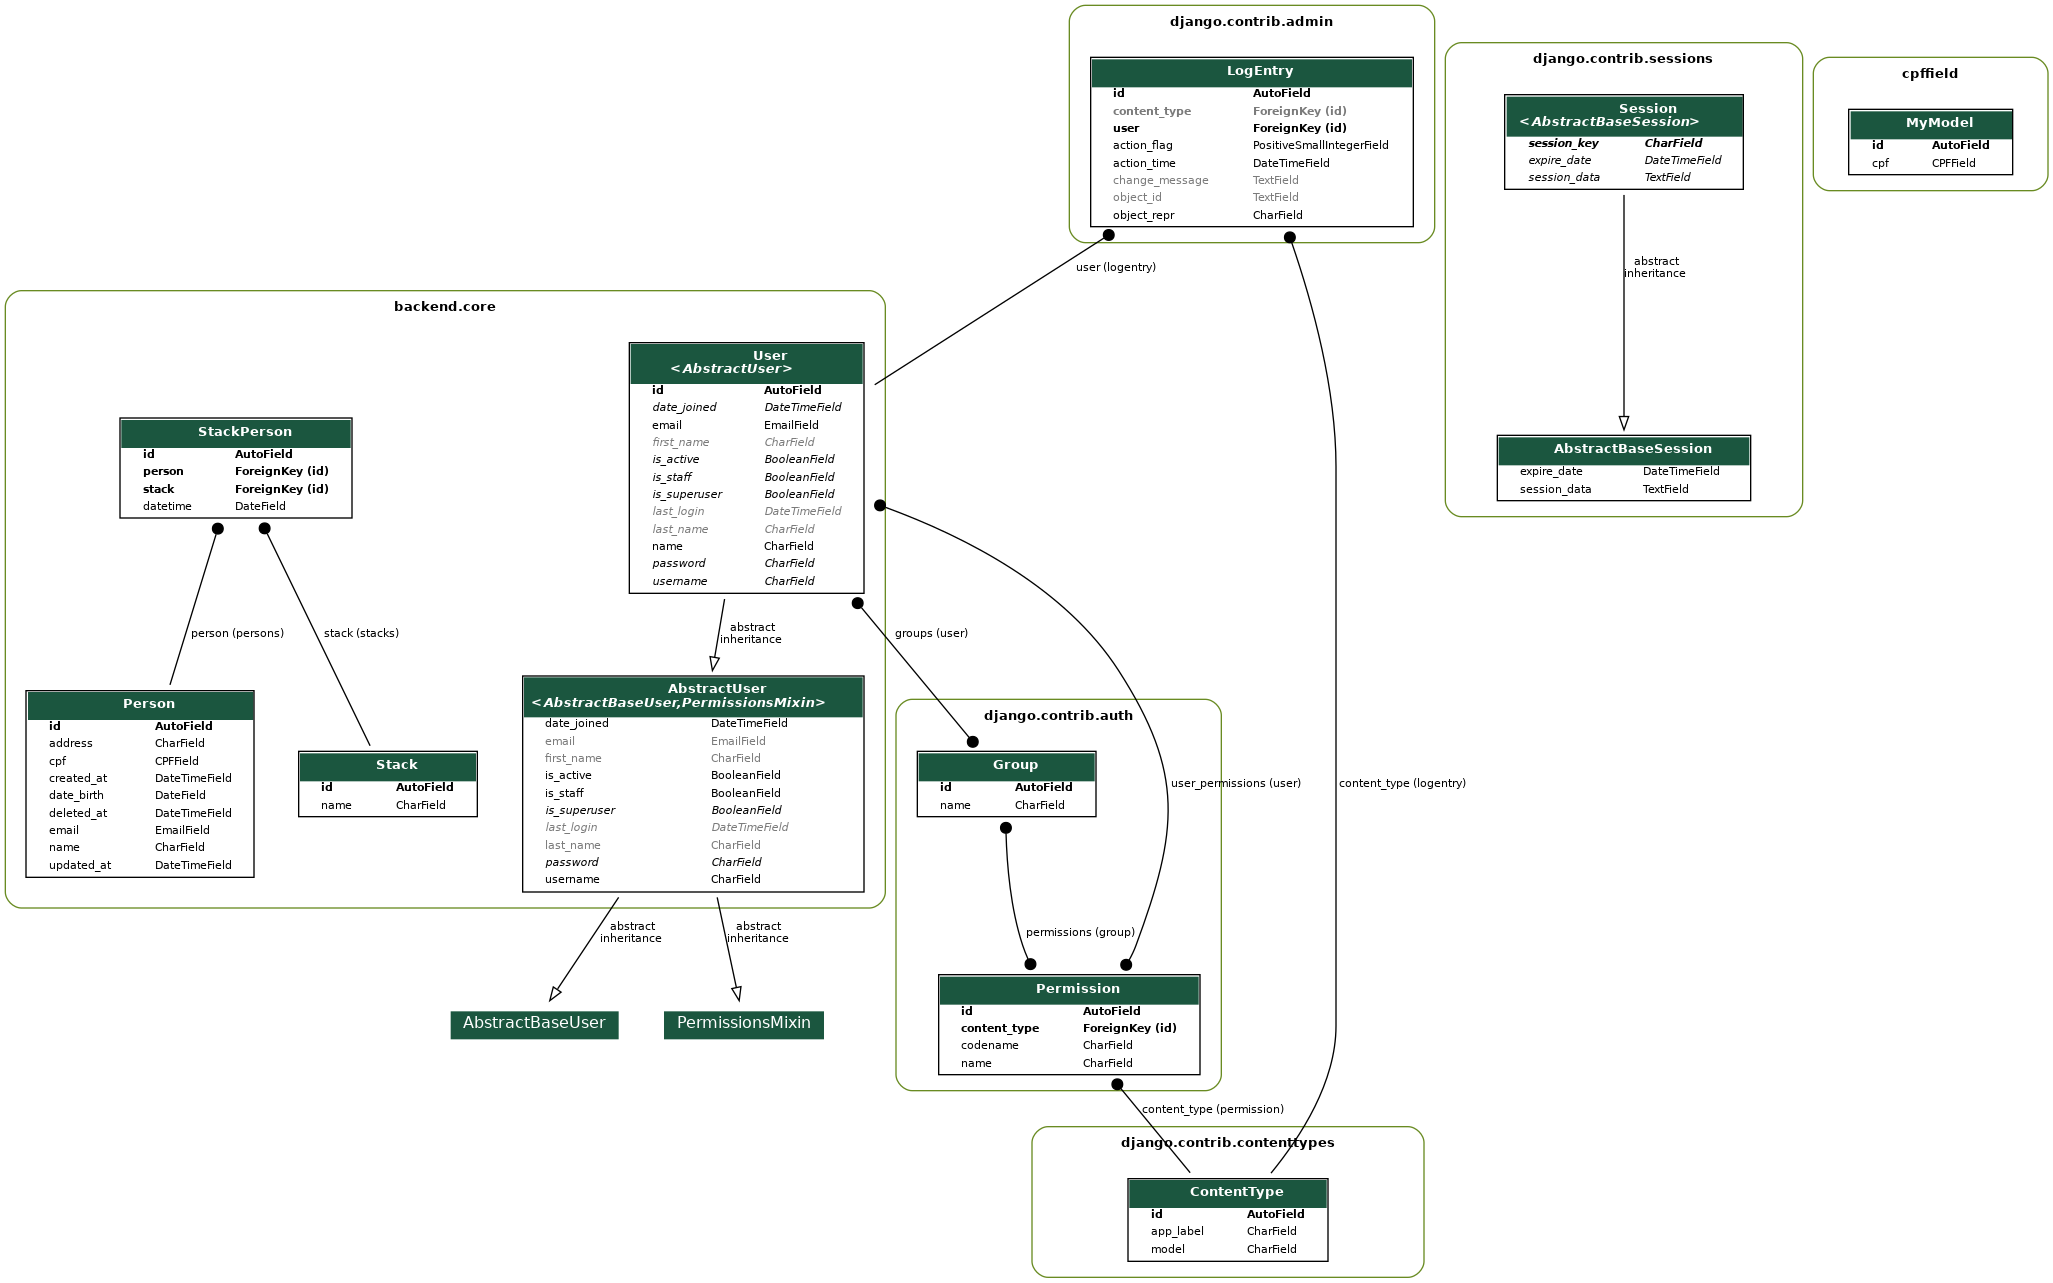 django.contrib.admin
LogEntry
id AutoField
content_type ForeignKey (id)
user ForeignKey (id)
action_flag PositiveSmallIntegerField
action_time DateTimeField
change_message TextField
object_id TextField
object_repr CharField
django.contrib.sessions
Session
<AbstractBaseSession>
session_key CharField
expire_date DateTimeField
session_data TextField
abstract
inheritance
AbstractBaseSession
expire_date DateTimeField
session_data TextField
cpffield
MyModel
id AutoField
cpf CPFField
user (logentry)
backend.core
User
<AbstractUser>
id AutoField
date_joined DateTimeField
email EmailField
first_name CharField
is_active BooleanField
is_staff BooleanField
is_superuser BooleanField
last_login DateTimeField
last_name CharField
name CharField
password CharField
username CharField
StackPerson
id AutoField
person ForeignKey (id)
stack ForeignKey (id)
datetime DateField
person (persons)
stack (stacks)
abstract
inheritance
groups (user)
Person
id AutoField
address CharField
cpf CPFField
created_at DateTimeField
date_birth DateField
deleted_at DateTimeField
email EmailField
name CharField
updated_at DateTimeField
Stack
id AutoField
name CharField
AbstractUser
<AbstractBaseUser,PermissionsMixin>
date_joined DateTimeField
email EmailField
first_name CharField
is_active BooleanField
is_staff BooleanField
is_superuser BooleanField
last_login DateTimeField
last_name CharField
password CharField
username CharField
abstract
inheritance
abstract
inheritance
AbstractBaseUser
PermissionsMixin
django.contrib.auth
Group
id AutoField
name CharField
user_permissions (user)
content_type (logentry)
permissions (group)
Permission
id AutoField
content_type ForeignKey (id)
codename CharField
name CharField
content_type (permission)
django.contrib.contenttypes
ContentType
id AutoField
app_label CharField
model CharField